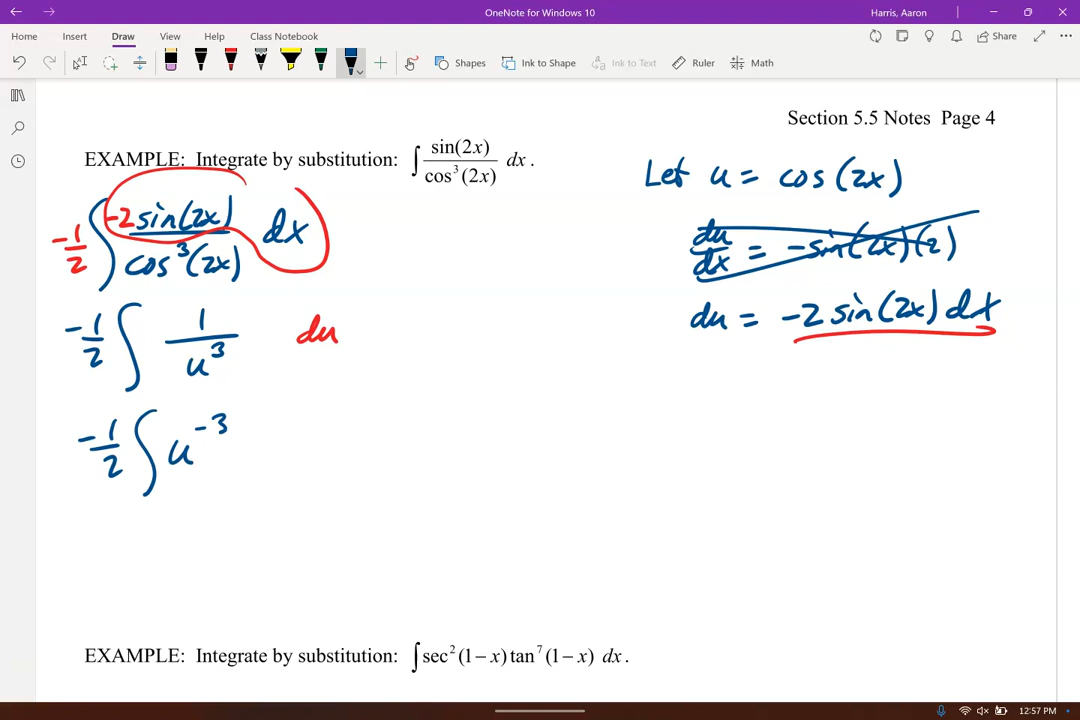 OneNote for Windows 10
Harris, Aaron
Home Insert Draw View Help Class Notebook
Share
Shapes Ink to Shape Ink to Text Ruler Math
Section 5.5 Notes Page 4
EXAMPLE: Integrate by substitution: ∫ sin(2x)/cos³(2x) dx.
Let u = cos(2x)
-1/2 ∫ -2 sin(2x)/cos³(2x) dx
du/dx = -sin(2x)(2)
du = -2 sin(2x) dx
-1/2 ∫ 1/u³ du
-1/2 ∫ u⁻³
EXAMPLE: Integrate by substitution: ∫ sec²(1−x) tan⁷(1−x) dx.
12:57 PM